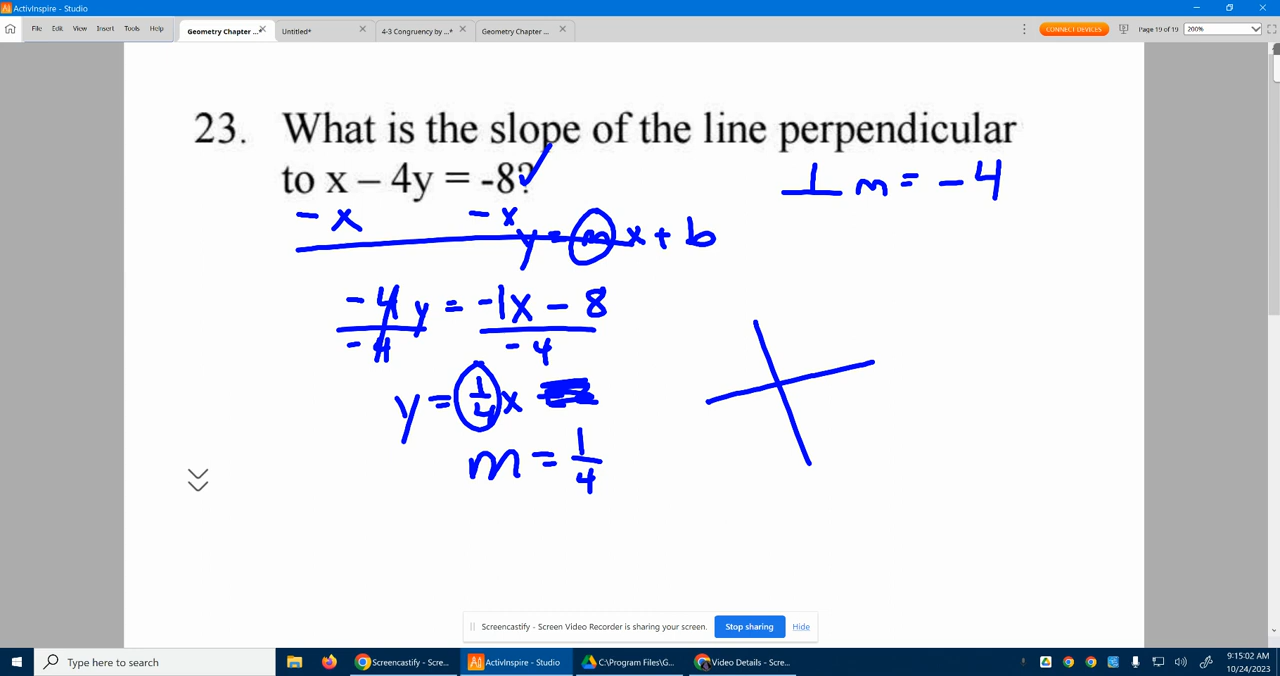 ActivInspire - Studio
File Edit View Insert Tools Help
Geometry Chapter ...*
Untitled*
4-3 Congruency by ...*
Geometry Chapter ...
CONNECT DEVICES
Page 19 of 19
200%
23. What is the slope of the line perpendicular
to x – 4y = -8?
⊥ m = -4
- x - x
y = mx + b
-4y = -1x - 8
-4 -4
y = 1/4 x
m = 1/4
Screencastify - Screen Video Recorder is sharing your screen.
Stop sharing
Hide
Type here to search
Screencastify - Scre...
ActivInspire - Studio
C:\Program Files\G...
Video Details - Scre...
9:15:02 AM
10/24/2023